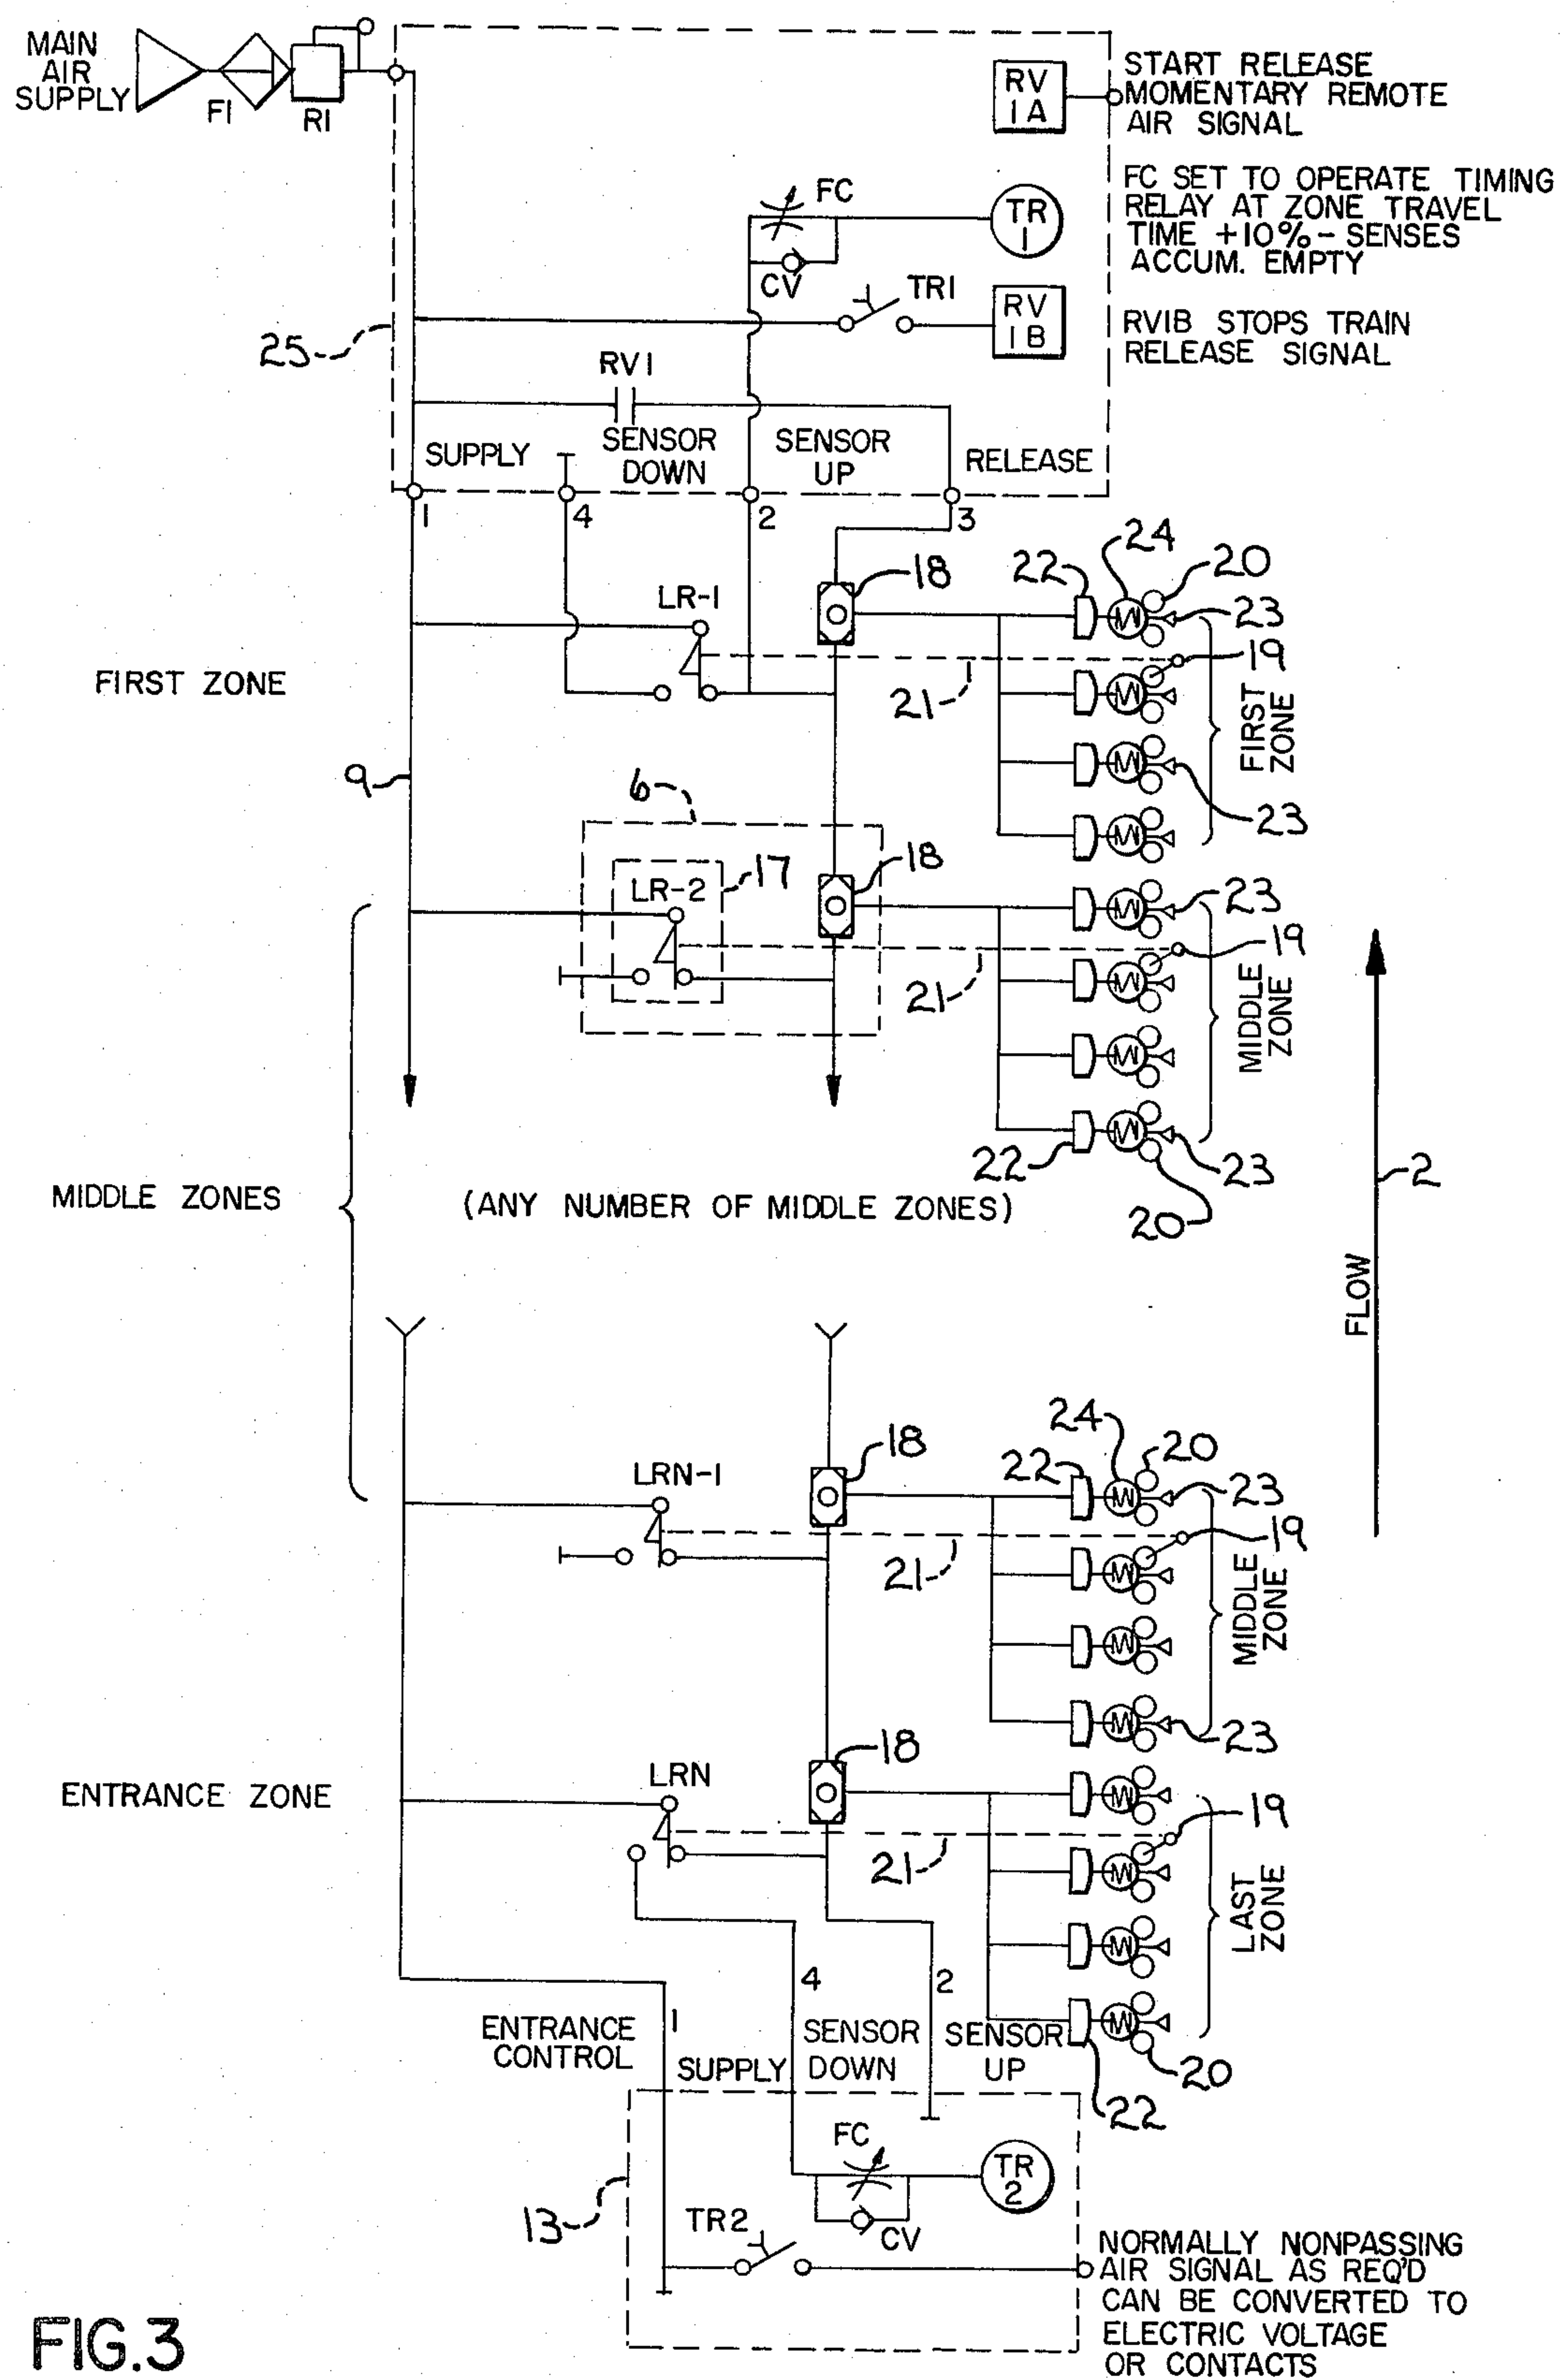 MAIN
AIR
SUPPLY
FI
RI
RV
1A
START RELEASE
MOMENTARY REMOTE
AIR SIGNAL
FC
TR
1
FC SET TO OPERATE TIMING
RELAY AT ZONE TRAVEL
TIME +10%-SENSES
ACCUM. EMPTY
CV
TR1
RV
1B
RV1B STOPS TRAIN
RELEASE SIGNAL
25
RV1
SUPPLY
SENSOR
DOWN
SENSOR
UP
RELEASE
1
4
2
3
24
22
20
18
LR-1
23
19
FIRST ZONE
21
FIRST
ZONE
9
6
23
17
18
LR-2
23
19
21
MIDDLE
ZONE
22
23
2
MIDDLE ZONES
(ANY NUMBER OF MIDDLE ZONES)
20
FLOW
24
18
20
22
LRN-1
23
19
21
MIDDLE
ZONE
18
23
LRN
ENTRANCE ZONE
19
21
LAST
ZONE
4
2
1
ENTRANCE
CONTROL
SENSOR
DOWN
SENSOR
UP
SUPPLY
20
22
FC
TR
2
13
TR2
CV
NORMALLY NONPASSING
AIR SIGNAL AS REQ'D
CAN BE CONVERTED TO
ELECTRIC VOLTAGE
OR CONTACTS
FIG.3